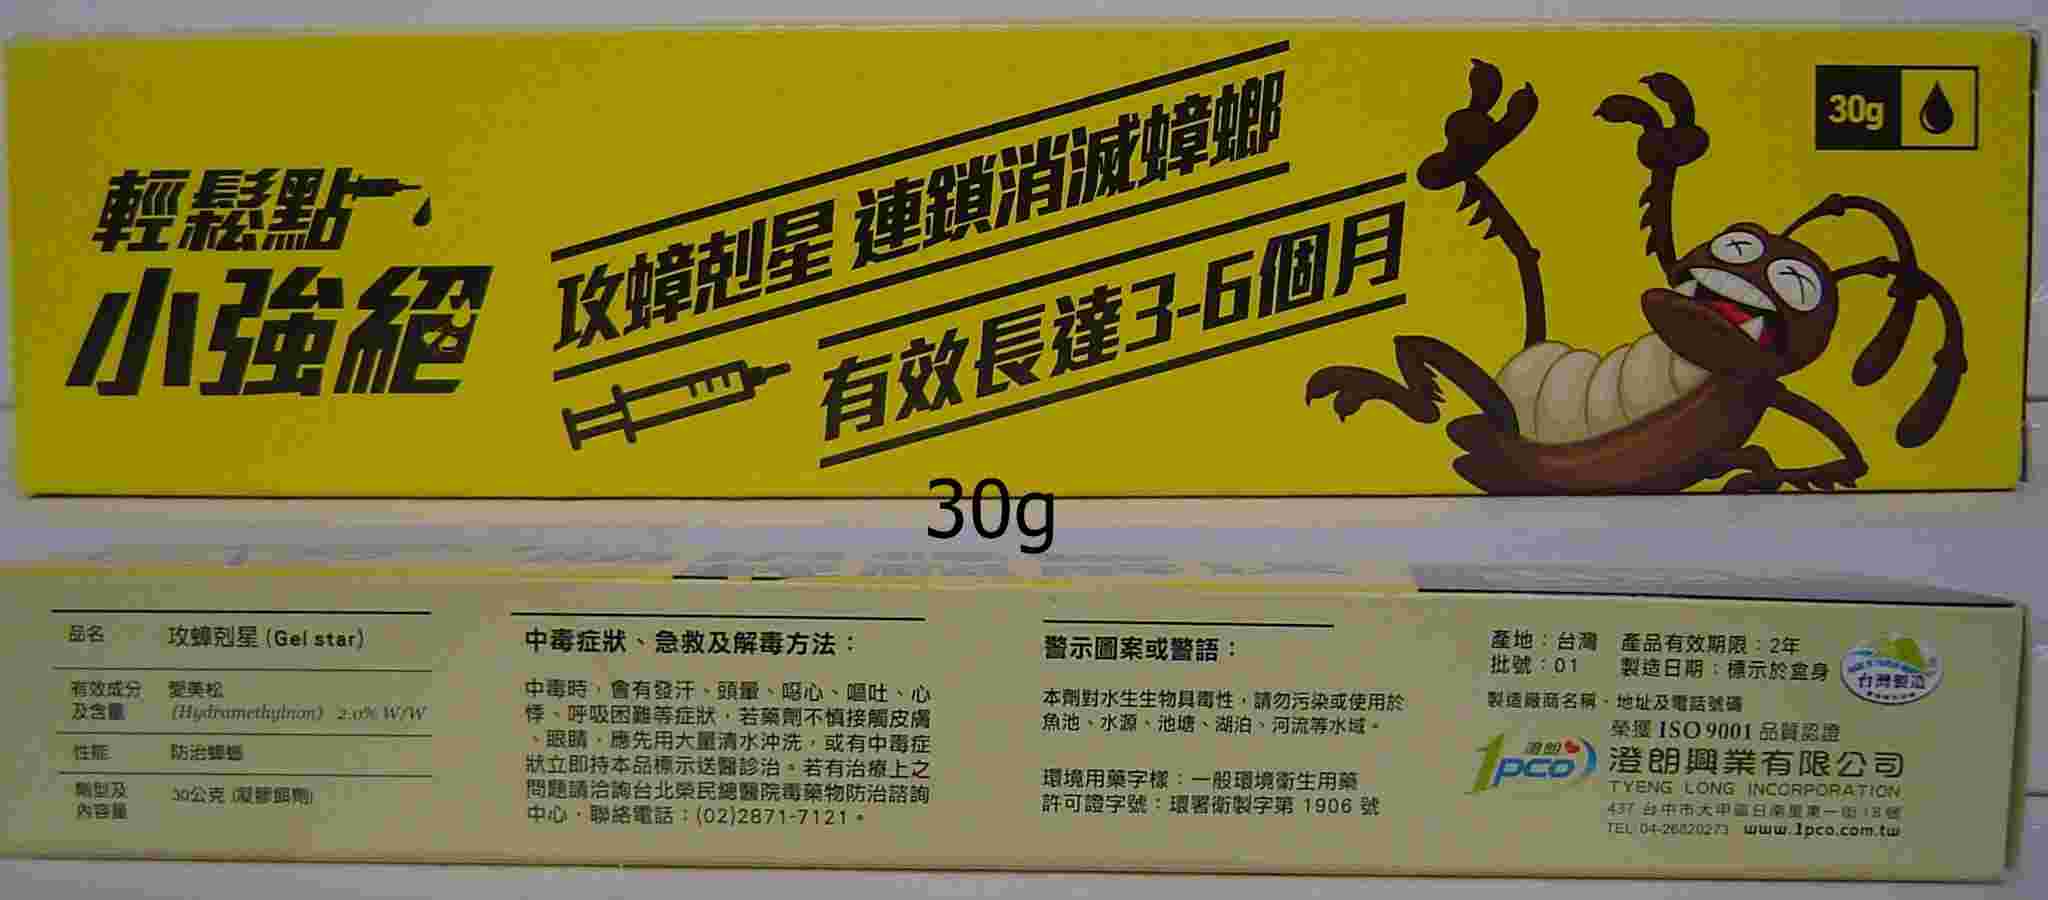 輕鬆點
小強絕
攻蟑剋星 連鎖消滅蟑螂
有效長達3-6個月
30g
30g
品名 攻蟑剋星 (Gel star)
有效成分及含量 愛美松 (Hydramethylnon) 2.0% W/W
性能 防治蟑螂
劑型及內容量 30公克 (凝膠餌劑)
中毒症狀、急救及解毒方法：
中毒時，會有發汗、頭暈、噁心、嘔吐、心
悸、呼吸困難等症狀，若藥劑不慎接觸皮膚
、眼睛，應先用大量清水沖洗，或有中毒症
狀立即持本品標示送醫診治。若有治療上之
問題請洽詢台北榮民總醫院毒藥物防治諮詢
中心，聯絡電話：(02)2871-7121。
警示圖案或警語：
本劑對水生生物具毒性，請勿污染或使用於
魚池、水源、池塘、湖泊、河流等水域。
環境用藥字樣：一般環境衛生用藥
許可證字號：環署衛製字第 1906 號
產地：台灣 產品有效期限：2年
批號：01 製造日期：標示於盒身
台灣製造
製造廠商名稱、地址及電話號碼
榮獲 ISO 9001 品質認證
澄朗
1pco
澄朗興業有限公司
TYENG LONG INCORPORATION
437 台中市大甲區日南里東一街18號
TEL 04-26820273 www.1pco.com.tw